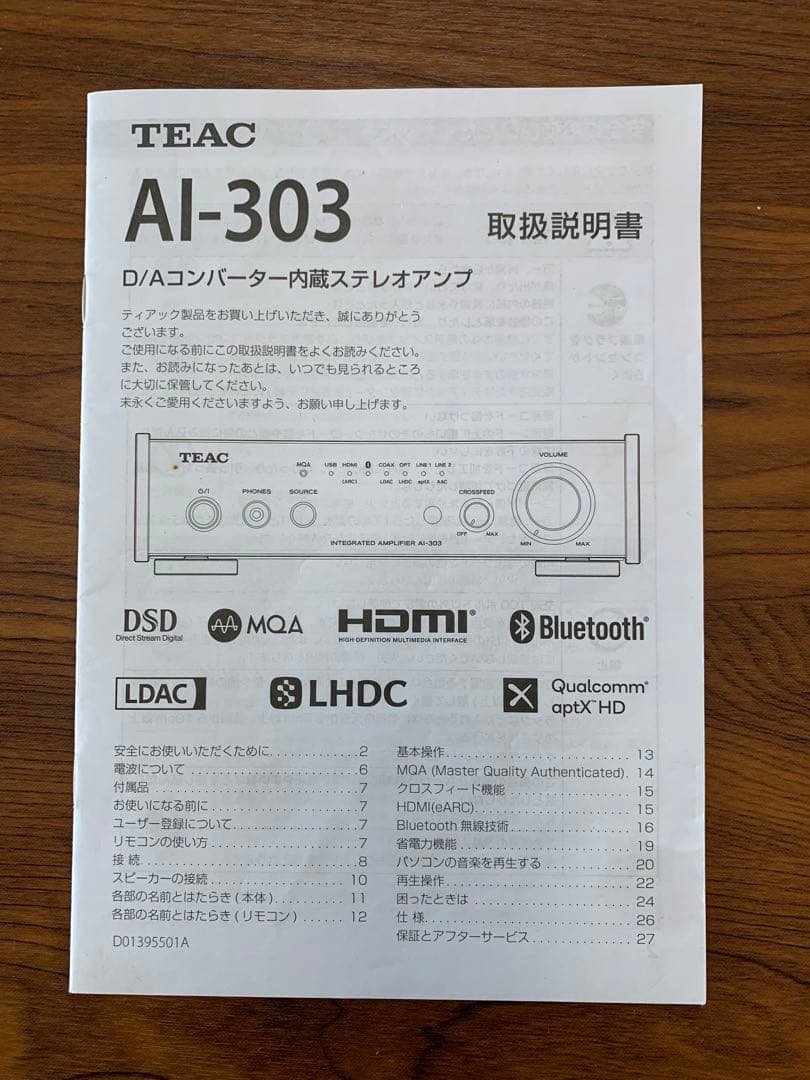 TEAC
AI-303
取扱説明書
D/Aコンバーター内蔵ステレオアンプ
ティアック製品をお買い上げいただき、誠にありがとう
ございます。
ご使用になる前にこの取扱説明書をよくお読みください。
また、お読みになったあとは、いつでも見られるところ
に大切に保管してください。
末永くご愛用くださいますよう、お願い申し上げます。
TEAC
MQA USB HDMI COAX OPT LINE 1 LINE 2
(ARC) LDAC LHDC aptX AAC
VOLUME
⏻/I PHONES SOURCE CROSSFEED
OFF MAX
MIN MAX
INTEGRATED AMPLIFIER AI-303
DSD
Direct Stream Digital
MQA
HDMI®
HIGH-DEFINITION MULTIMEDIA INTERFACE
Bluetooth®
LDAC
LHDC
Qualcomm®
aptX™ HD
安全にお使いいただくために............2
電波について............6
付属品............7
お使いになる前に............7
ユーザー登録について............7
リモコンの使い方............7
接続............8
スピーカーの接続............10
各部の名前とはたらき(本体)............11
各部の名前とはたらき(リモコン)......12
基本操作............13
MQA (Master Quality Authenticated). 14
クロスフィード機能............15
HDMI(eARC)............15
Bluetooth 無線技術............16
省電力機能............19
パソコンの音楽を再生する............20
再生操作............22
困ったときは............24
仕様............26
保証とアフターサービス............27
D01395501A